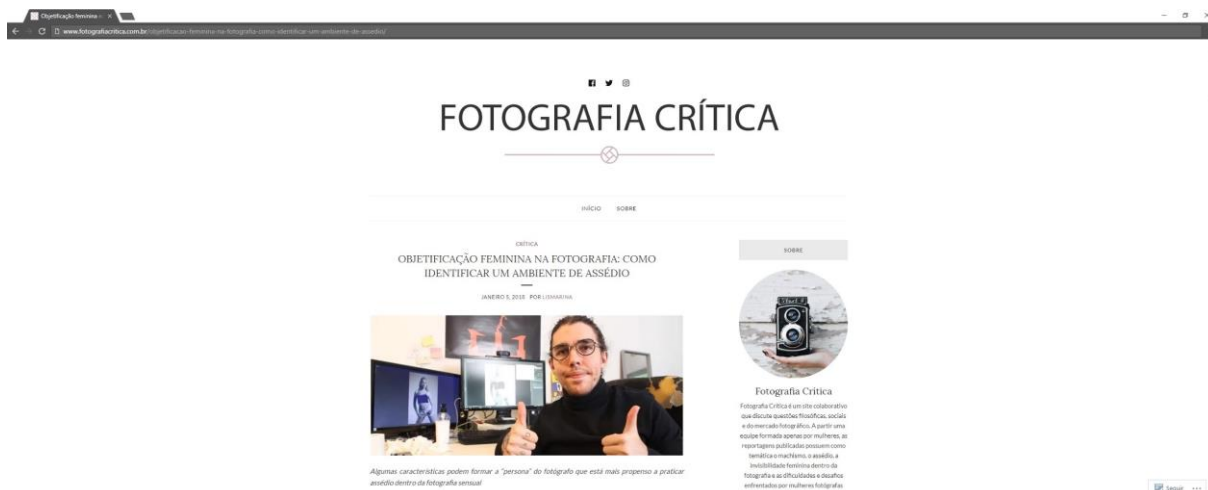 Objetificação feminina n
www.fotografiacritica.com.br/objetificacao-feminina-na-fotografia-como-identificar-um-ambiente-de-assedio/
FOTOGRAFIA CRÍTICA
INÍCIO SOBRE
CRÍTICA
OBJETIFICAÇÃO FEMININA NA FOTOGRAFIA: COMO
IDENTIFICAR UM AMBIENTE DE ASSÉDIO
JANEIRO 5, 2018 POR LISMARINA
Algumas características podem formar a "persona" do fotógrafo que está mais propenso a praticar
assédio dentro da fotografia sensual
SOBRE
Fotografia Crítica
Fotografia Crítica é um site colaborativo
que discute questões filosóficas, sociais
e do mercado fotográfico. A partir uma
equipe formada apenas por mulheres, as
reportagens publicadas possuem como
temática o machismo, o assédio, a
invisibilidade feminina dentro da
fotografia e as dificuldades e desafios
enfrentados por mulheres fotógrafas
Seguir